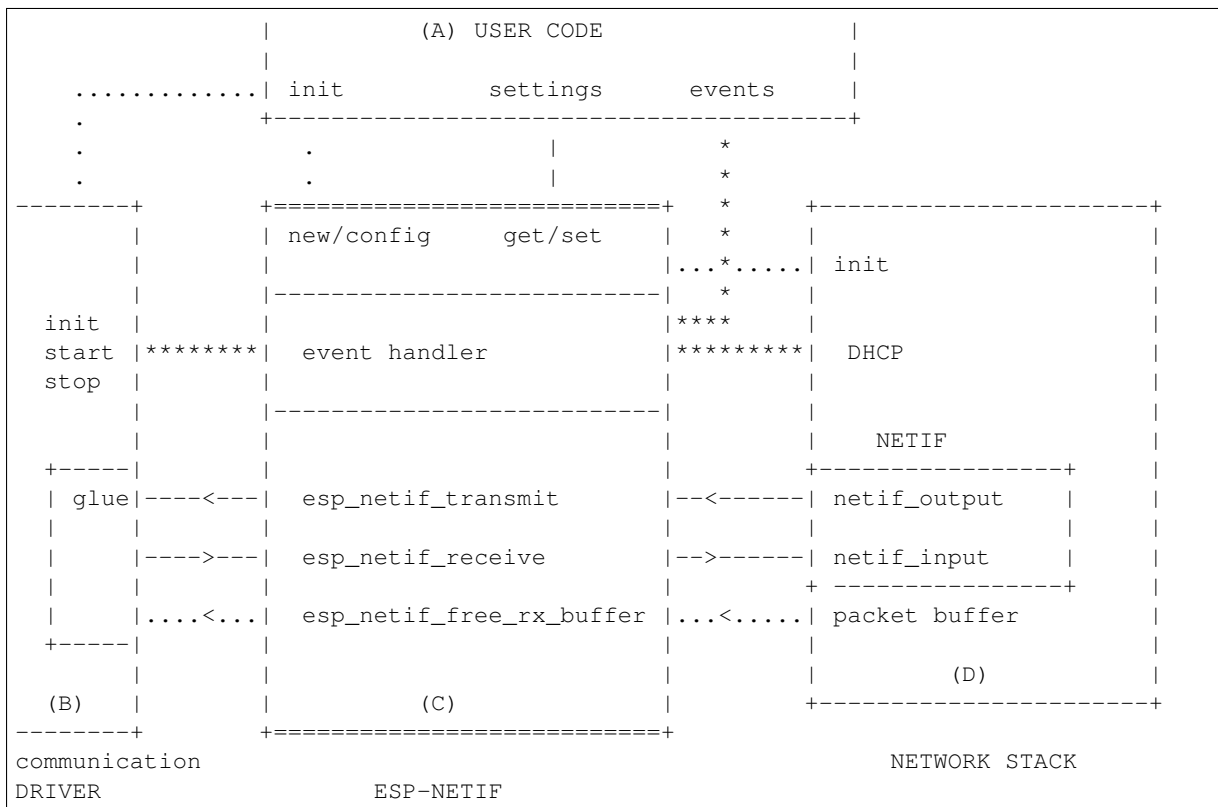 (A) USER CODE
init settings events
new/config get/set
init
init
start event handler DHCP
stop
NETIF
glue esp_netif_transmit netif_output
esp_netif_receive netif_input
esp_netif_free_rx_buffer packet buffer
(D)
(B) (C)
communication NETWORK STACK
DRIVER ESP-NETIF